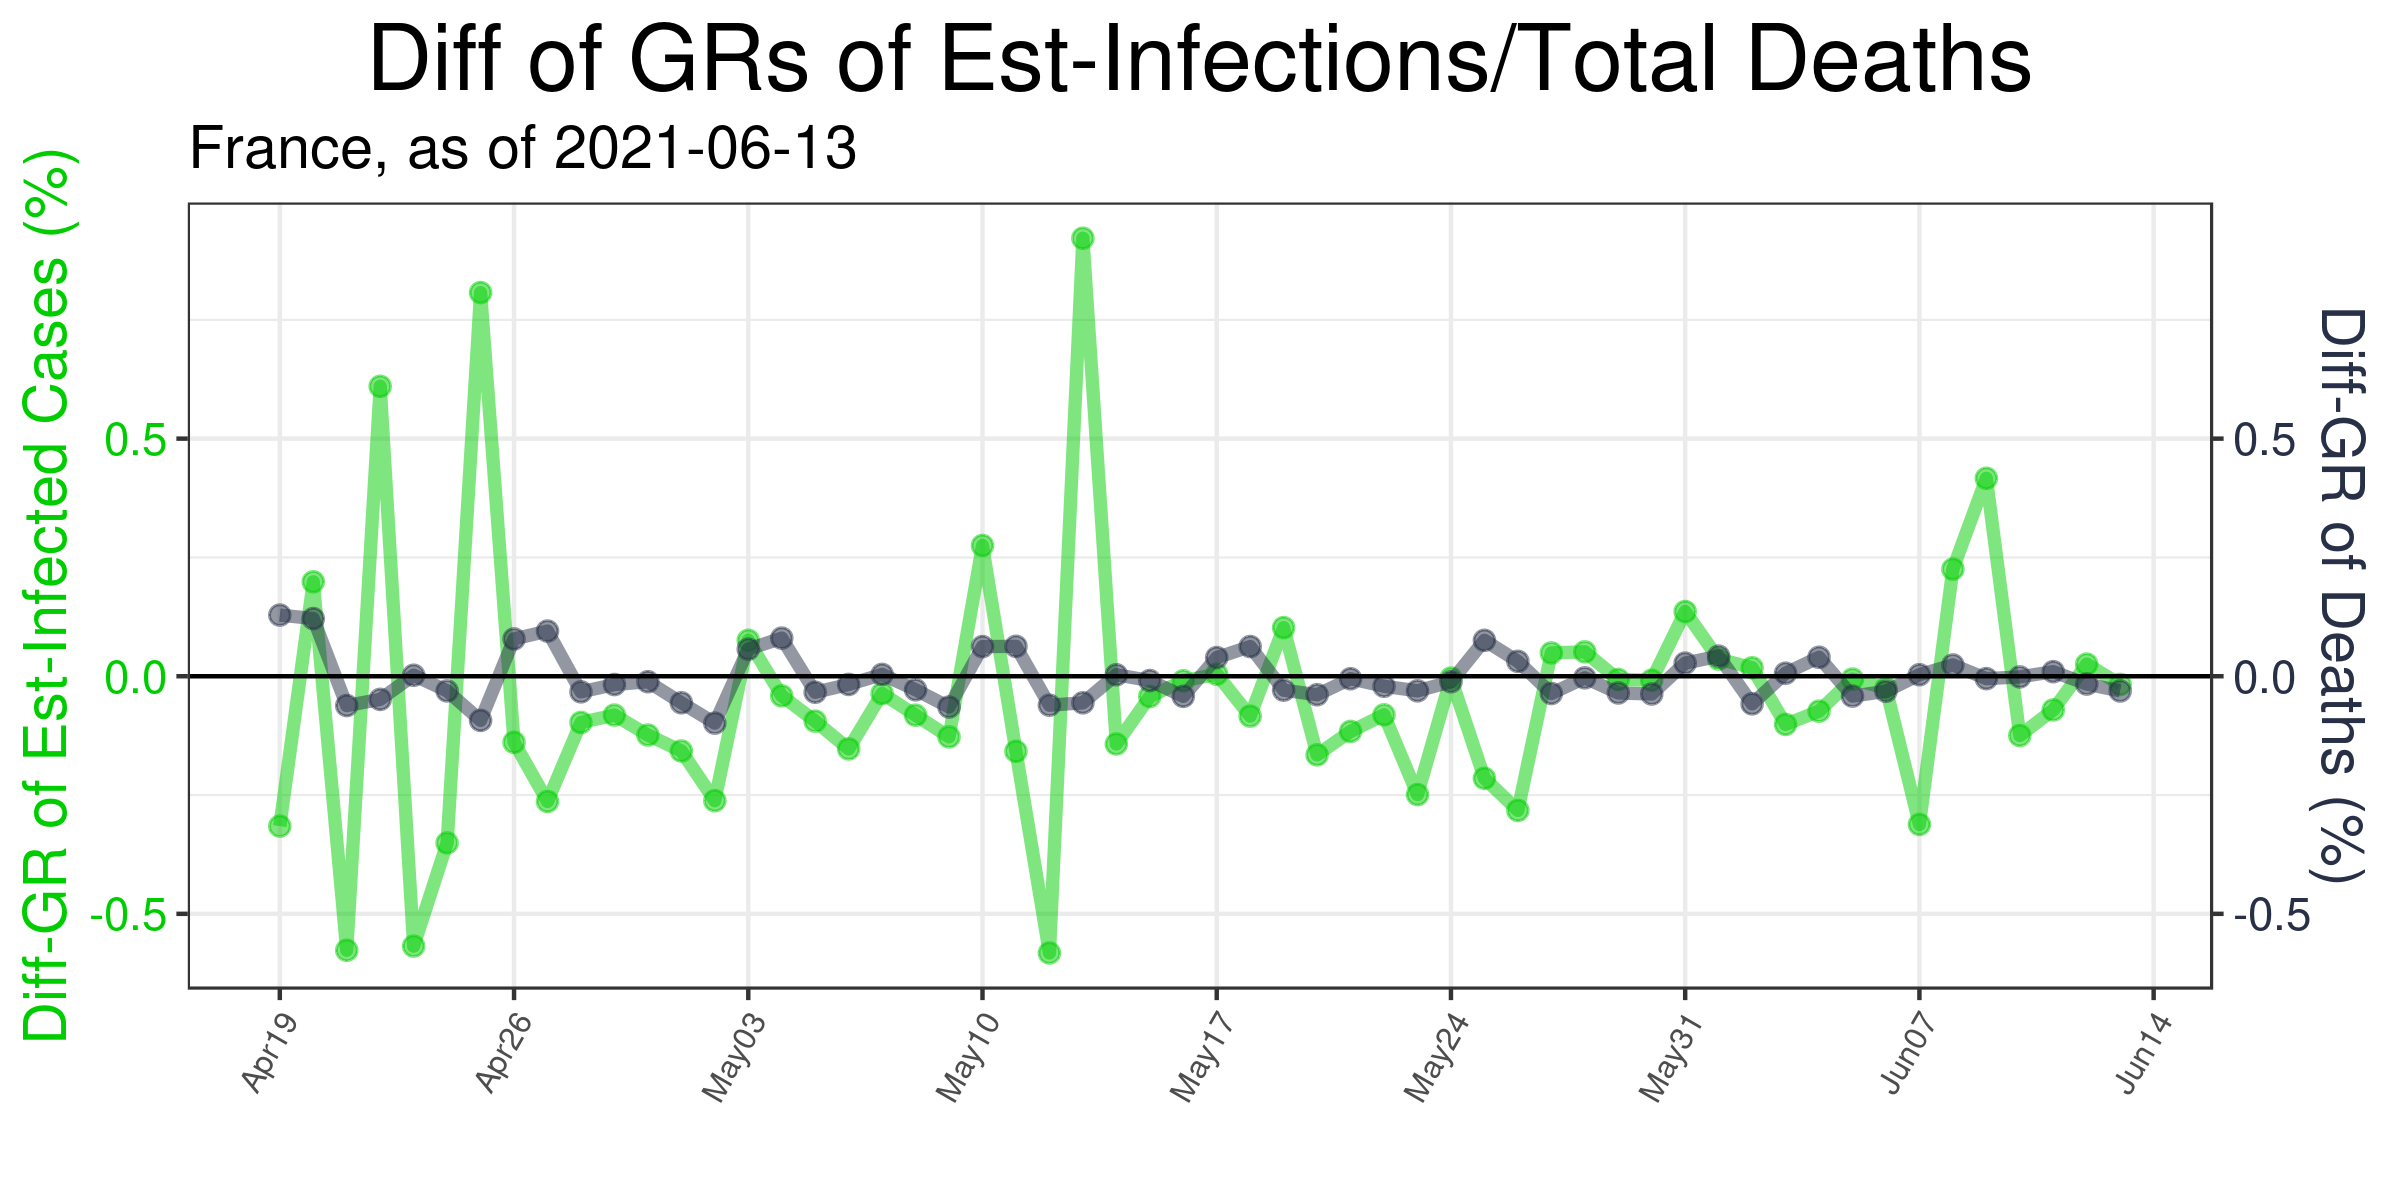 Diff of GRs of Est-Infections/Total Deaths
France, as of 2021-06-13
Diff-GR of Est-Infected Cases (%)
0.5
0.0
-0.5
0.5
0.0
-0.5
Diff-GR of Deaths (%)
Apr19
Apr26
May03
May10
May17
May24
May31
Jun07
Jun14